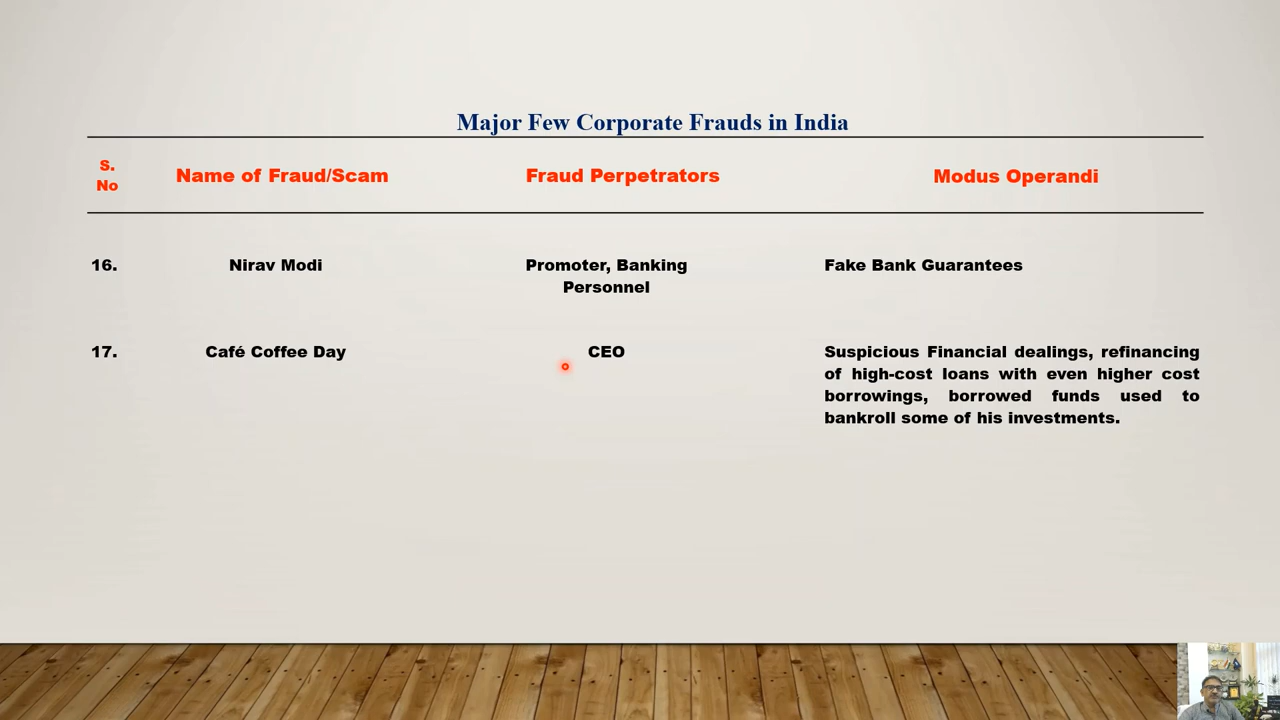 Major Few Corporate Frauds in India
S.
No
Name of Fraud/Scam
Fraud Perpetrators
Modus Operandi
16.
Nirav Modi
Promoter, Banking
Personnel
Fake Bank Guarantees
17.
Café Coffee Day
CEO
Suspicious Financial dealings, refinancing
of high-cost loans with even higher cost
borrowings, borrowed funds used to
bankroll some of his investments.